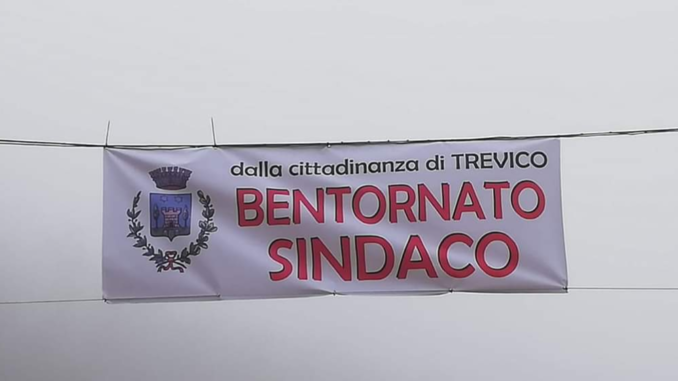 dalla cittadinanza di TREVICO
BENTORNATO
SINDACO